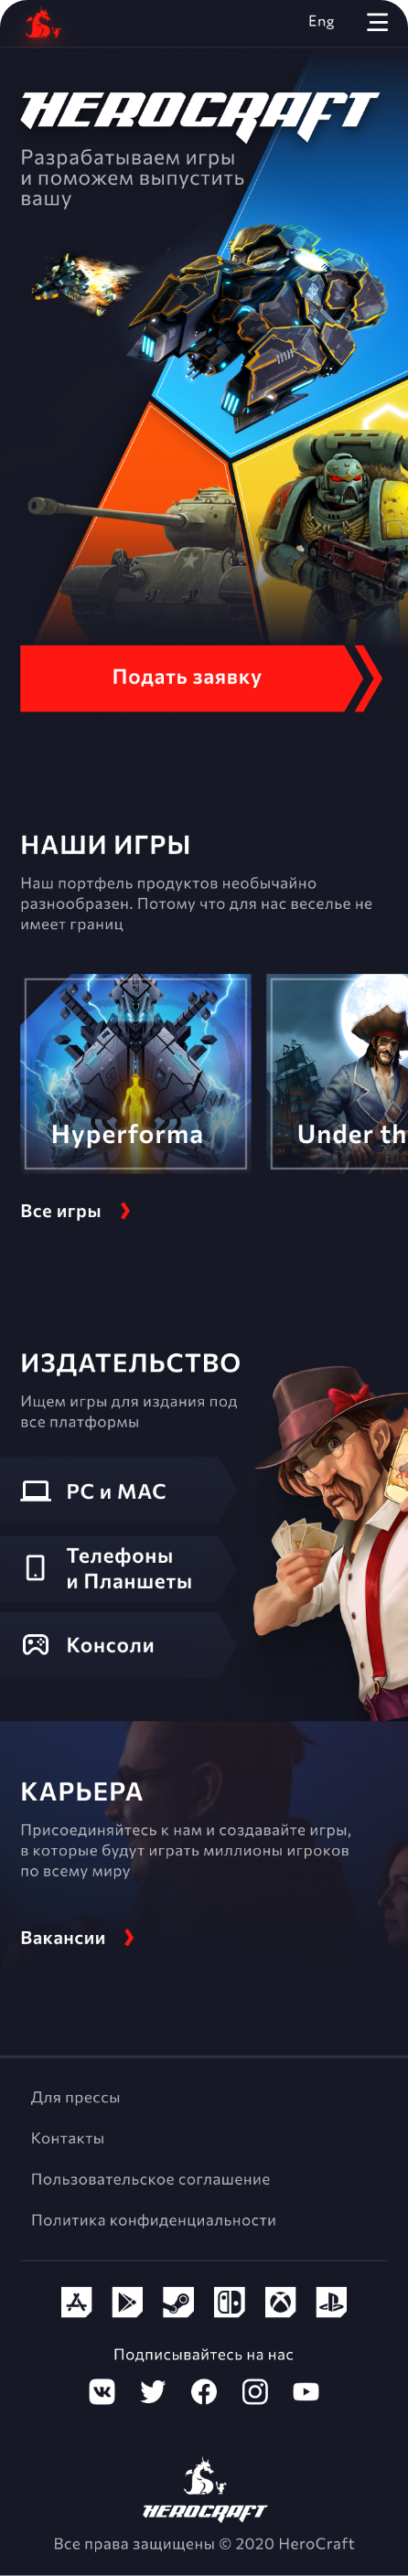 Eng
HEROCRAFT
Разрабатываем игры
и поможем выпустить
вашу
Подать заявку
НАШИ ИГРЫ
Наш портфель продуктов необычайно
разнообразен. Потому что для нас веселье не
имеет границ
Hyperforma
Under th
Все игры
ИЗДАТЕЛЬСТВО
Ищем игры для издания под
все платформы
PC и MAC
Телефоны
и Планшеты
Консоли
КАРЬЕРА
Присоединяйтесь к нам и создавайте игры,
в которые будут играть миллионы игроков
по всему миру
Вакансии
Для прессы
Контакты
Пользовательское соглашение
Политика конфиденциальности
Подписывайтесь на нас
HEROCRAFT
Все права защищены © 2020 HeroCraft